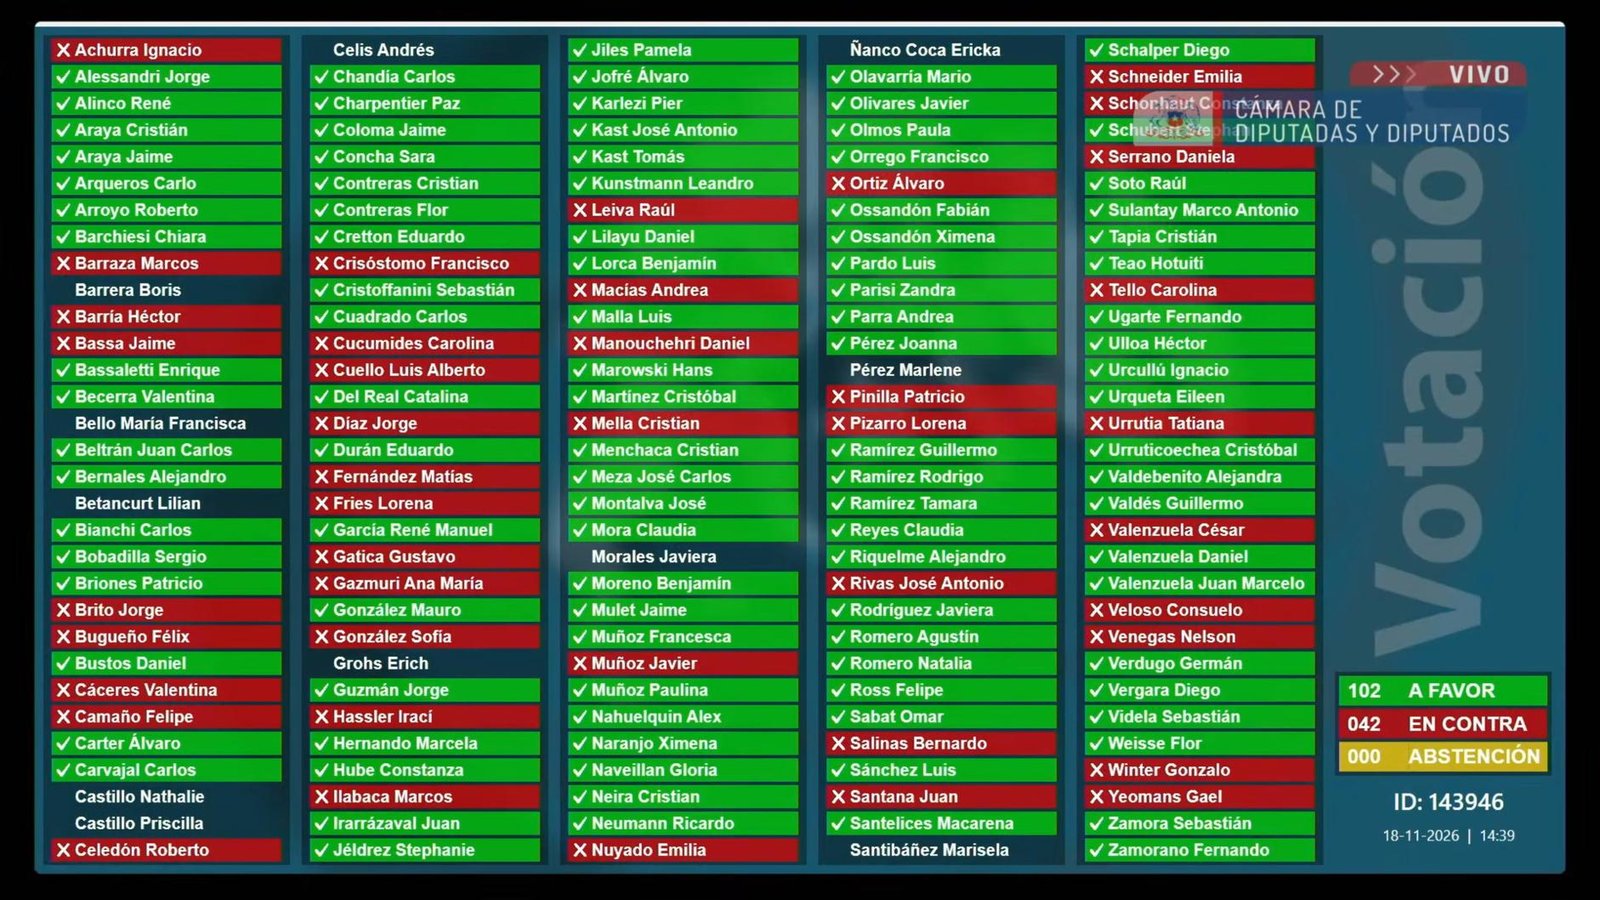 Achurra Ignacio
Alessandri Jorge
Alinco René
Araya Cristián
Araya Jaime
Arqueros Carlo
Arroyo Roberto
Barchiesi Chiara
Barraza Marcos
Barrera Boris
Barría Héctor
Bassa Jaime
Bassaletti Enrique
Becerra Valentina
Bello María Francisca
Beltrán Juan Carlos
Bernales Alejandro
Betancurt Lilian
Bianchi Carlos
Bobadilla Sergio
Briones Patricio
Brito Jorge
Bugueño Félix
Bustos Daniel
Cáceres Valentina
Camaño Felipe
Carter Álvaro
Carvajal Carlos
Castillo Nathalie
Castillo Priscilla
Celedón Roberto
Celis Andrés
Chandía Carlos
Charpentier Paz
Coloma Jaime
Concha Sara
Contreras Cristian
Contreras Flor
Cretton Eduardo
Crisóstomo Francisco
Cristoffanini Sebastián
Cuadrado Carlos
Cucumides Carolina
Cuello Luis Alberto
Del Real Catalina
Díaz Jorge
Durán Eduardo
Fernández Matías
Fries Lorena
García René Manuel
Gatica Gustavo
Gazmuri Ana María
González Mauro
González Sofía
Grohs Erich
Guzmán Jorge
Hassler Irací
Hernando Marcela
Hube Constanza
Ilabaca Marcos
Irarrázaval Juan
Jéldrez Stephanie
Jiles Pamela
Jofré Álvaro
Karlezi Pier
Kast José Antonio
Kast Tomás
Kunstmann Leandro
Leiva Raúl
Lilayu Daniel
Lorca Benjamín
Macías Andrea
Malla Luis
Manouchehri Daniel
Marowski Hans
Martínez Cristóbal
Mella Cristian
Menchaca Cristian
Meza José Carlos
Montalva José
Mora Claudia
Morales Javiera
Moreno Benjamín
Mulet Jaime
Muñoz Francesca
Muñoz Javier
Muñoz Paulina
Nahuelquin Alex
Naranjo Ximena
Naveillan Gloria
Neira Cristian
Neumann Ricardo
Nuyado Emilia
Ñanco Coca Ericka
Olavarría Mario
Olivares Javier
Olmos Paula
Orrego Francisco
Ortiz Álvaro
Ossandón Fabián
Ossandón Ximena
Pardo Luis
Parisi Zandra
Parra Andrea
Pérez Joanna
Pérez Marlene
Pinilla Patricio
Pizarro Lorena
Ramírez Guillermo
Ramírez Rodrigo
Ramírez Tamara
Reyes Claudia
Riquelme Alejandro
Rivas José Antonio
Rodríguez Javiera
Romero Agustín
Romero Natalia
Ross Felipe
Sabat Omar
Salinas Bernardo
Sánchez Luis
Santana Juan
Santelices Macarena
Santibáñez Marisela
Schalper Diego
Schneider Emilia
Schonhaut Constanza
Schubert Stephan
Serrano Daniela
Soto Raúl
Sulantay Marco Antonio
Tapia Cristián
Teao Hotuiti
Tello Carolina
Ugarte Fernando
Ulloa Héctor
Urcullú Ignacio
Urqueta Eileen
Urrutia Tatiana
Urruticoechea Cristóbal
Valdebenito Alejandra
Valdés Guillermo
Valenzuela César
Valenzuela Daniel
Valenzuela Juan Marcelo
Veloso Consuelo
Venegas Nelson
Verdugo Germán
Vergara Diego
Videla Sebastián
Weisse Flor
Winter Gonzalo
Yeomans Gael
Zamora Sebastián
Zamorano Fernando
>>> VIVO
CÁMARA DE
DIPUTADAS Y DIPUTADOS
Votación
102 A FAVOR
042 EN CONTRA
000 ABSTENCIÓN
ID: 143946
18-11-2026 | 14:39